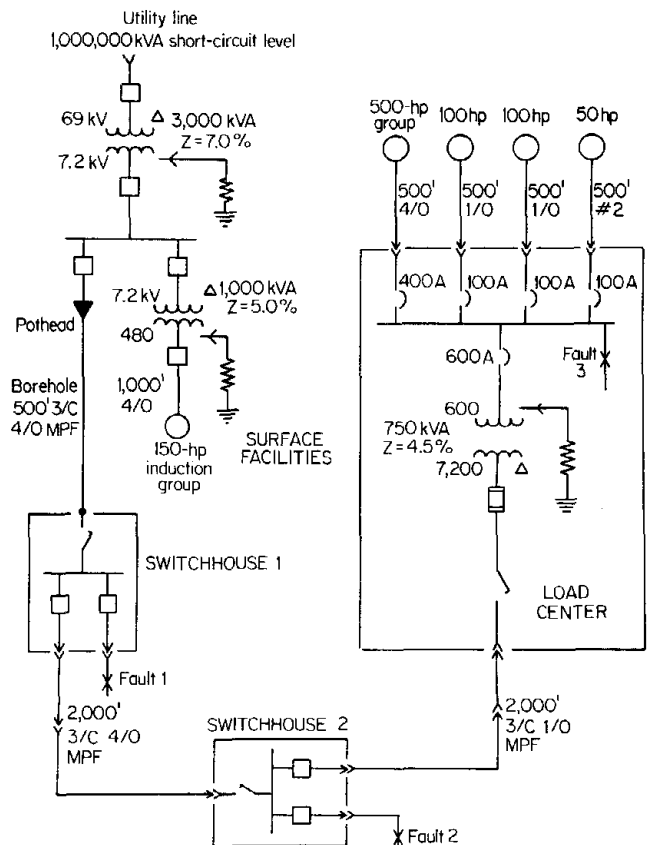 Utility line
1,000,000 kVA short-circuit level
69 kV
Δ 3,000 kVA
Z = 7.0 %
7.2 kV
7.2 kV
Δ 1,000 kVA
Z = 5.0 %
480
Pothead
Borehole
500' 3/C
4/0 MPF
1,000'
4/0
150-hp
induction
group
SURFACE
FACILITIES
SWITCHHOUSE 1
Fault 1
2,000'
3/C 4/0
MPF
SWITCHHOUSE 2
Fault 2
500-hp
group
100 hp
100 hp
50 hp
500'
4/0
500'
1/0
500'
1/0
500'
#2
400 A
100 A
100 A
100 A
600 A
Fault
3
600
750 kVA
Z = 4.5 %
7,200
Δ
LOAD
CENTER
2,000'
3/C 1/0
MPF